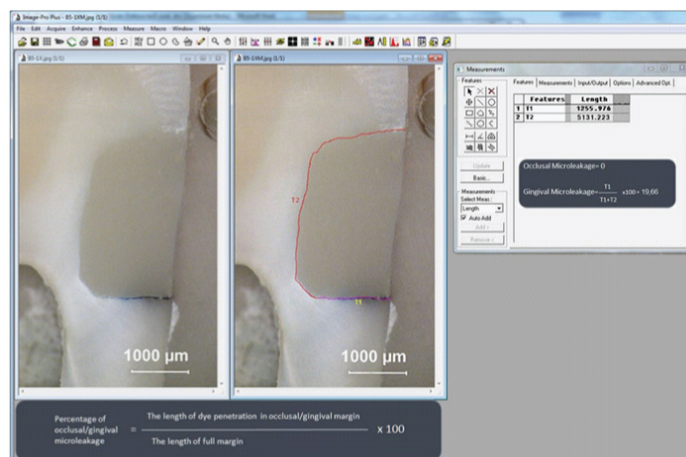 Image-Pro Plus - B5-1XM.jpg (1/1)
File Edit Acquire Enhance Process Measure Macro Window Help
B5-1X.jpg (1/1)
B5-1XM.jpg (1/1)
T2
T1
1000 µm
1000 µm
Measurements
Features
Features Measurements Input/Output Options Advanced Opt.
Features Length
1 T1 1255.976
2 T2 5131.223
Update
Basic...
Measurements
Select Meas.:
Length
Auto Add
Add √
Remove √
Occlusal Microleakage= 0
Gingival Microleakage= T1
T1+T2
x100= 19,66
Percentage of
occlusal/gingival
microleakage
=
The length of dye penetration in occlusal/gingival margin
The length of full margin
x 100